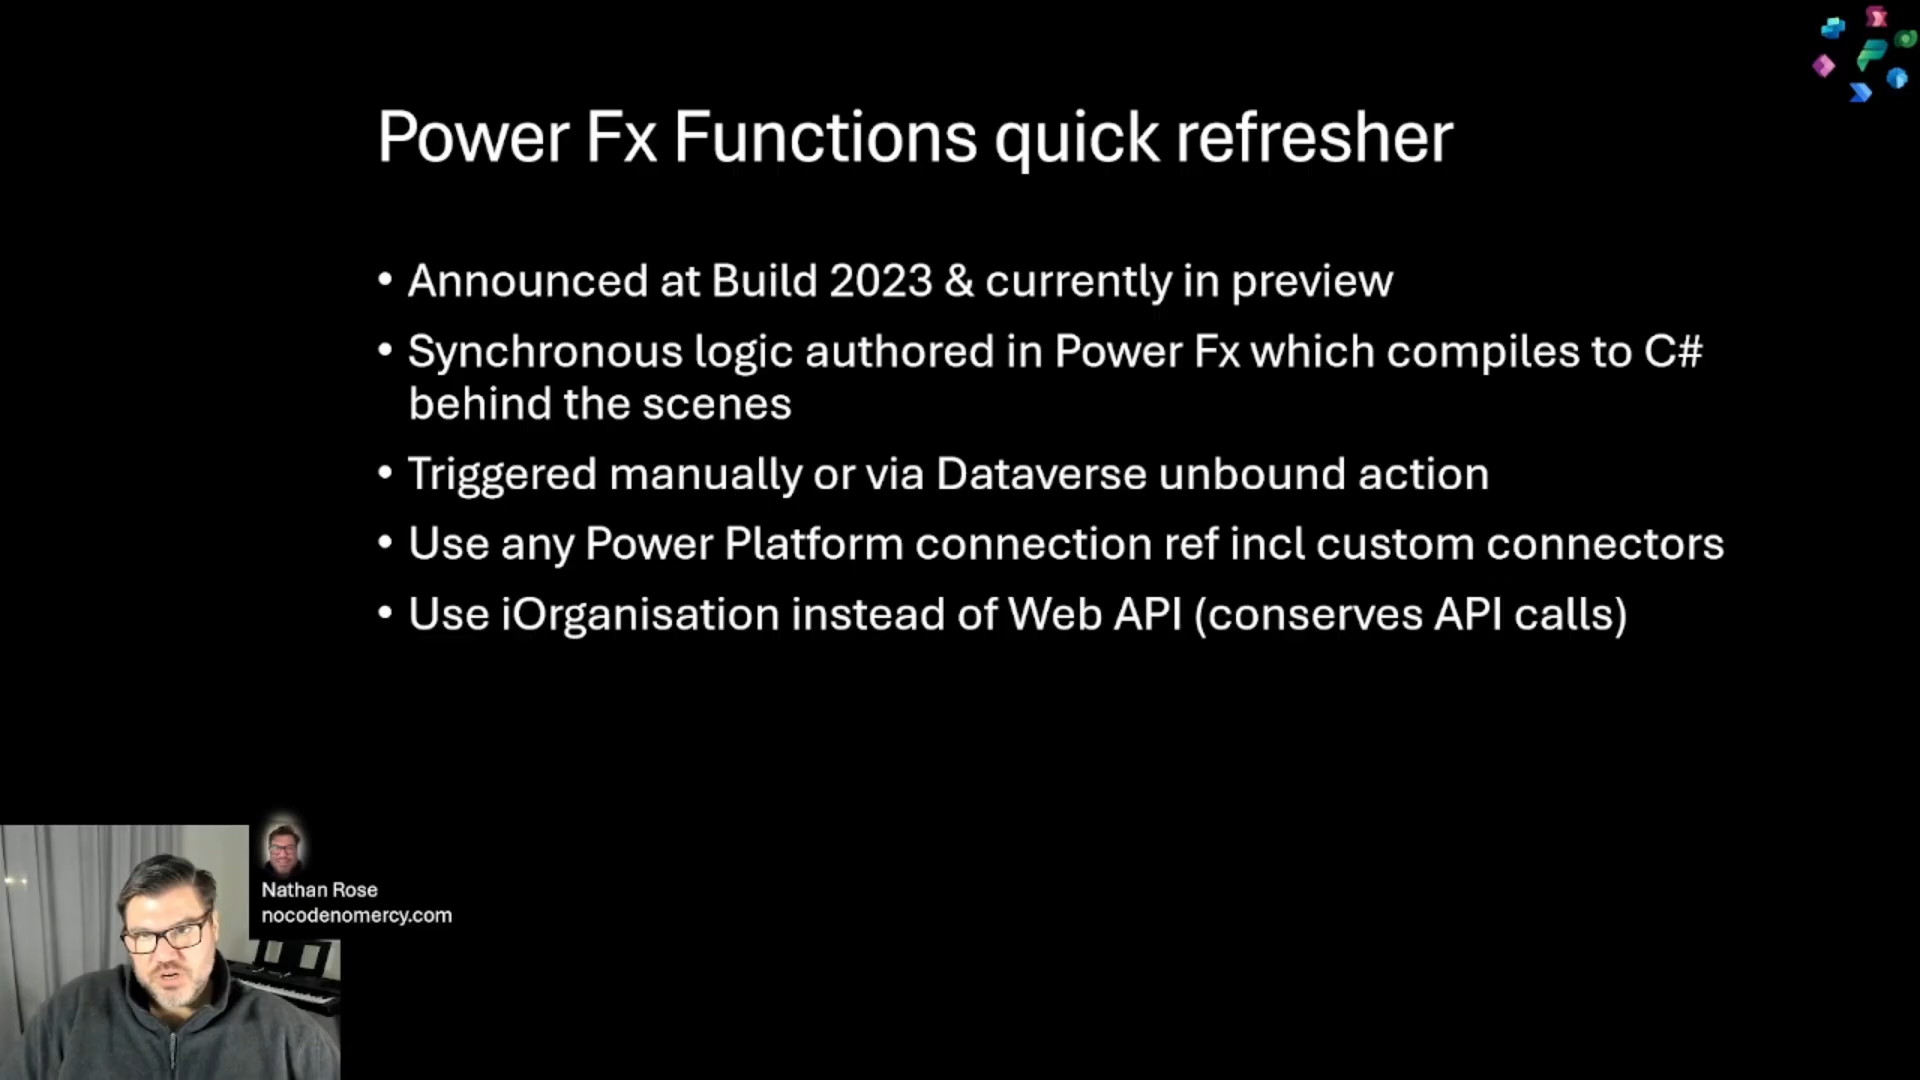 Power Fx Functions quick refresher
• Announced at Build 2023 & currently in preview
• Synchronous logic authored in Power Fx which compiles to C#
behind the scenes
• Triggered manually or via Dataverse unbound action
• Use any Power Platform connection ref incl custom connectors
• Use iOrganisation instead of Web API (conserves API calls)
Nathan Rose
nocodenomercy.com